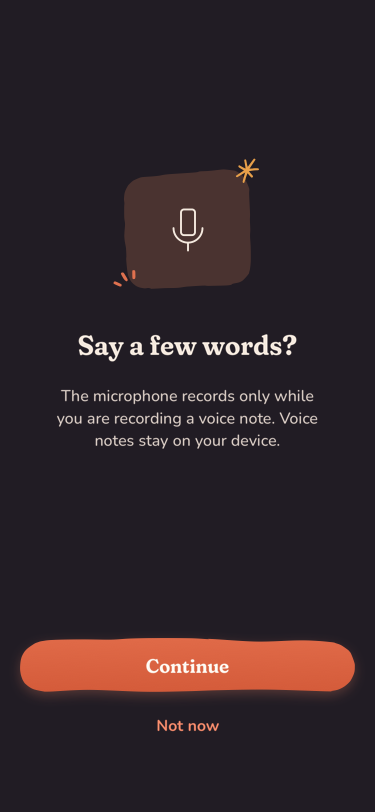 Say a few words?
The microphone records only while
you are recording a voice note. Voice
notes stay on your device.
Continue
Not now